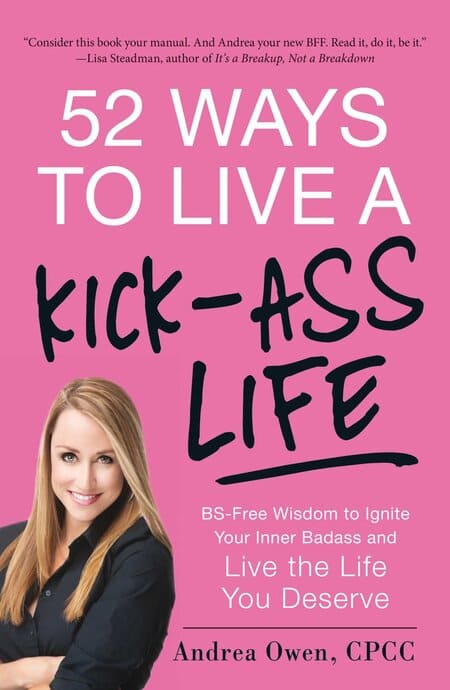 “Consider this book your manual. And Andrea your new BFF. Read it, do it, be it.”
—Lisa Steadman, author of It’s a Breakup, Not a Breakdown
52 WAYS
TO LIVE A
KICK-ASS
LIFE
BS-Free Wisdom to Ignite
Your Inner Badass and
Live the Life
You Deserve
Andrea Owen, CPCC